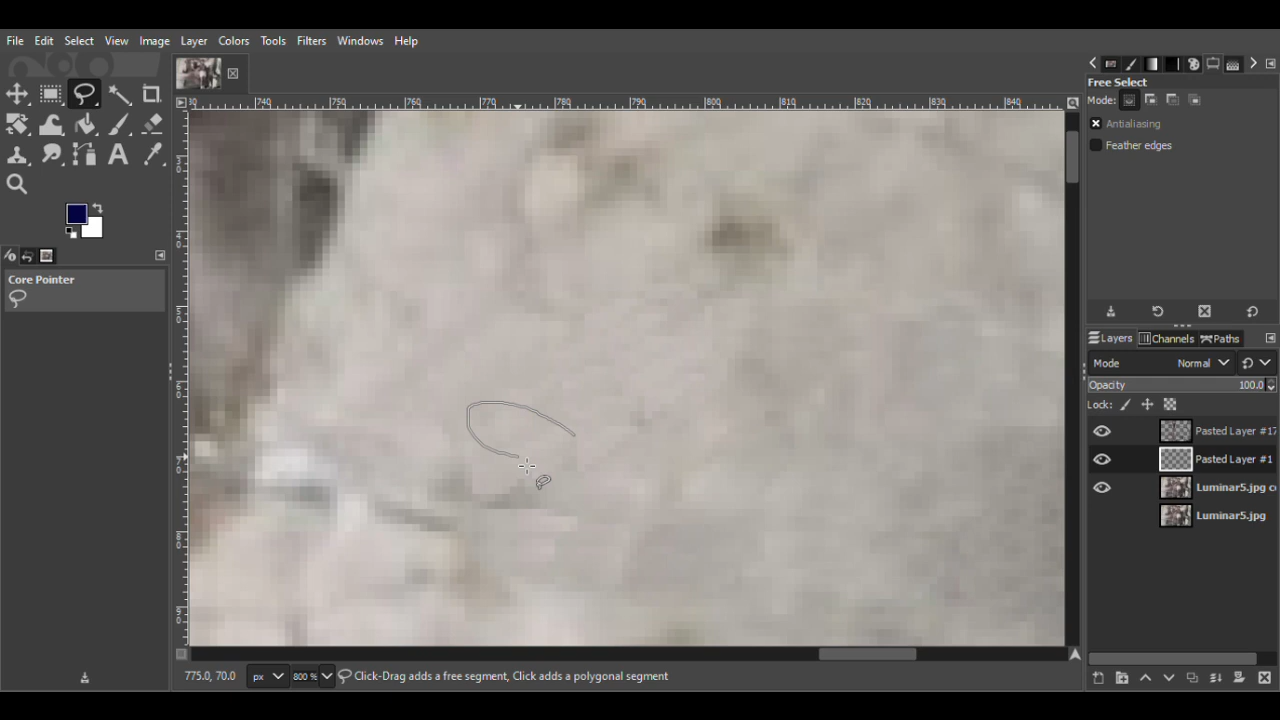 File Edit Select View Image Layer Colors Tools Filters Windows Help
740 750 760 770 780 790 800 810 820 830 840
Free Select
Mode:
Antialiasing
Feather edges
Core Pointer
Layers Channels Paths
Mode Normal
Opacity 100.0
Lock:
Pasted Layer #17
Pasted Layer #1
Luminar5.jpg co
Luminar5.jpg
775.0, 70.0 px 800 % Click-Drag adds a free segment, Click adds a polygonal segment